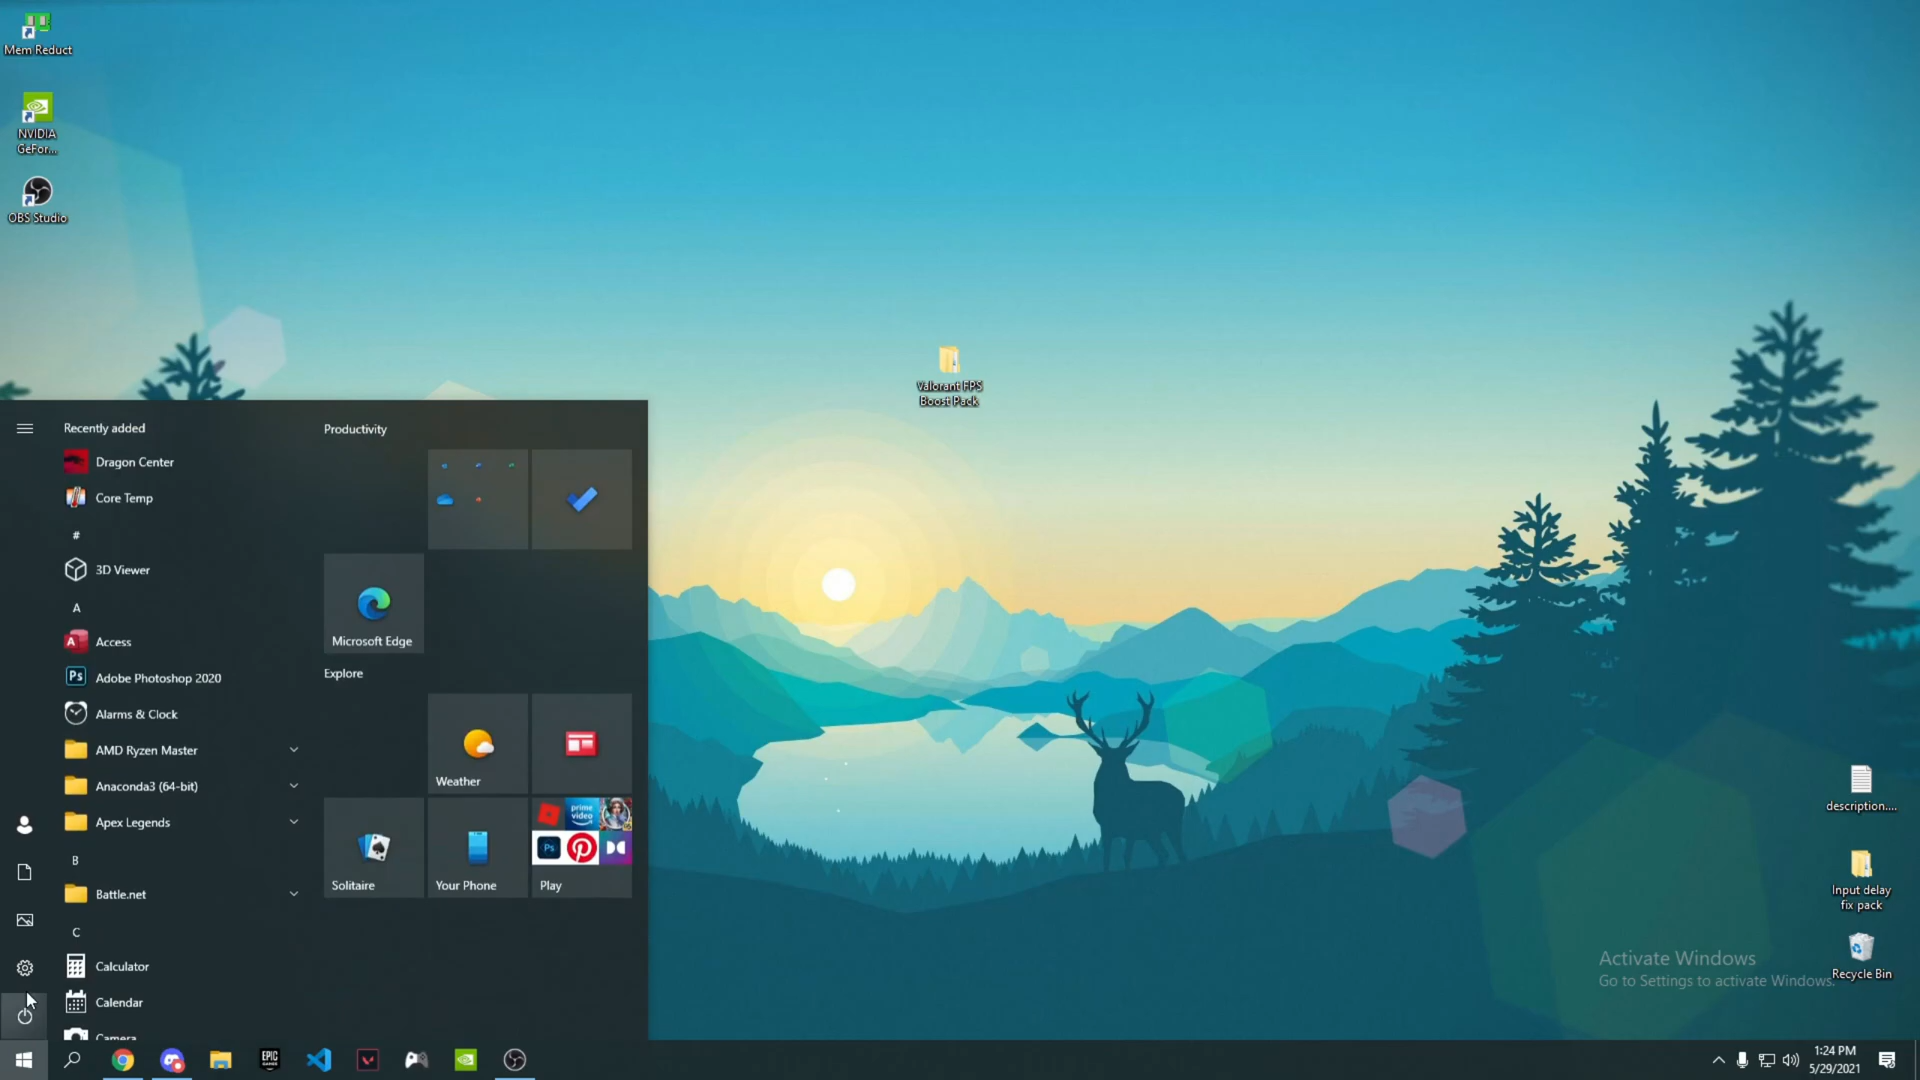 Mem Reduct
NVIDIA
GeFor...
OBS Studio
Valorant FPS
Boost Pack
Recently added
Dragon Center
Core Temp
#
3D Viewer
A
Access
Adobe Photoshop 2020
Alarms & Clock
AMD Ryzen Master
Anaconda3 (64-bit)
Apex Legends
B
Battle.net
C
Calculator
Calendar
Camera
Productivity
Microsoft Edge
Explore
Weather
Solitaire
Your Phone
prime
video
Ps
Play
description....
Input delay
fix pack
Recycle Bin
Activate Windows
Go to Settings to activate Windows.
EPIC
GAMES
1:24 PM
5/29/2021